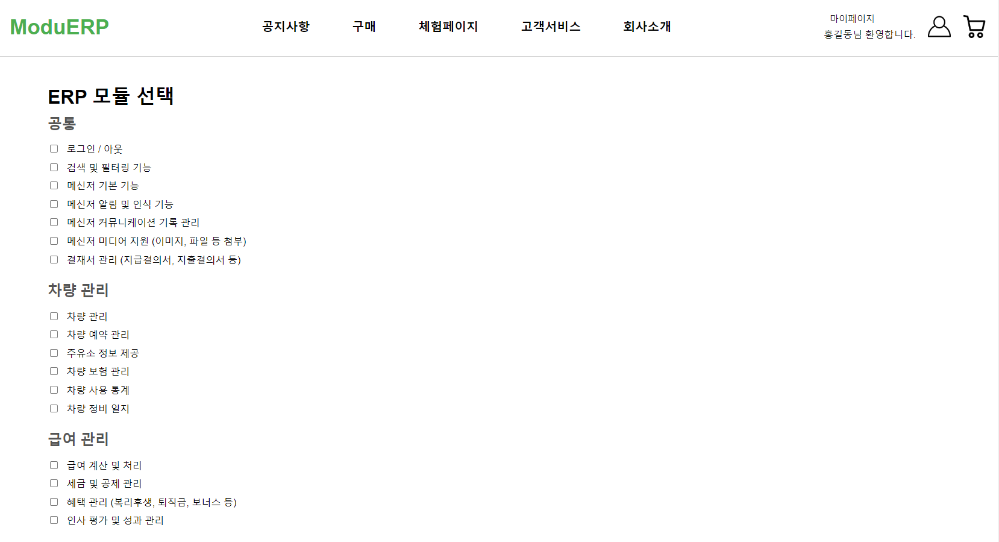 ModuERP
공지사항
구매
체험페이지
고객서비스
회사소개
마이페이지
홍길동님 환영합니다.
ERP 모듈 선택
공통
로그인 / 아웃
검색 및 필터링 기능
메신저 기본 기능
메신저 알림 및 인식 기능
메신저 커뮤니케이션 기록 관리
메신저 미디어 지원 (이미지, 파일 등 첨부)
결재서 관리 (지급결의서, 지출결의서 등)
차량 관리
차량 관리
차량 예약 관리
주유소 정보 제공
차량 보험 관리
차량 사용 통계
차량 정비 일지
급여 관리
급여 계산 및 처리
세금 및 공제 관리
혜택 관리 (복리후생, 퇴직금, 보너스 등)
인사 평가 및 성과 관리